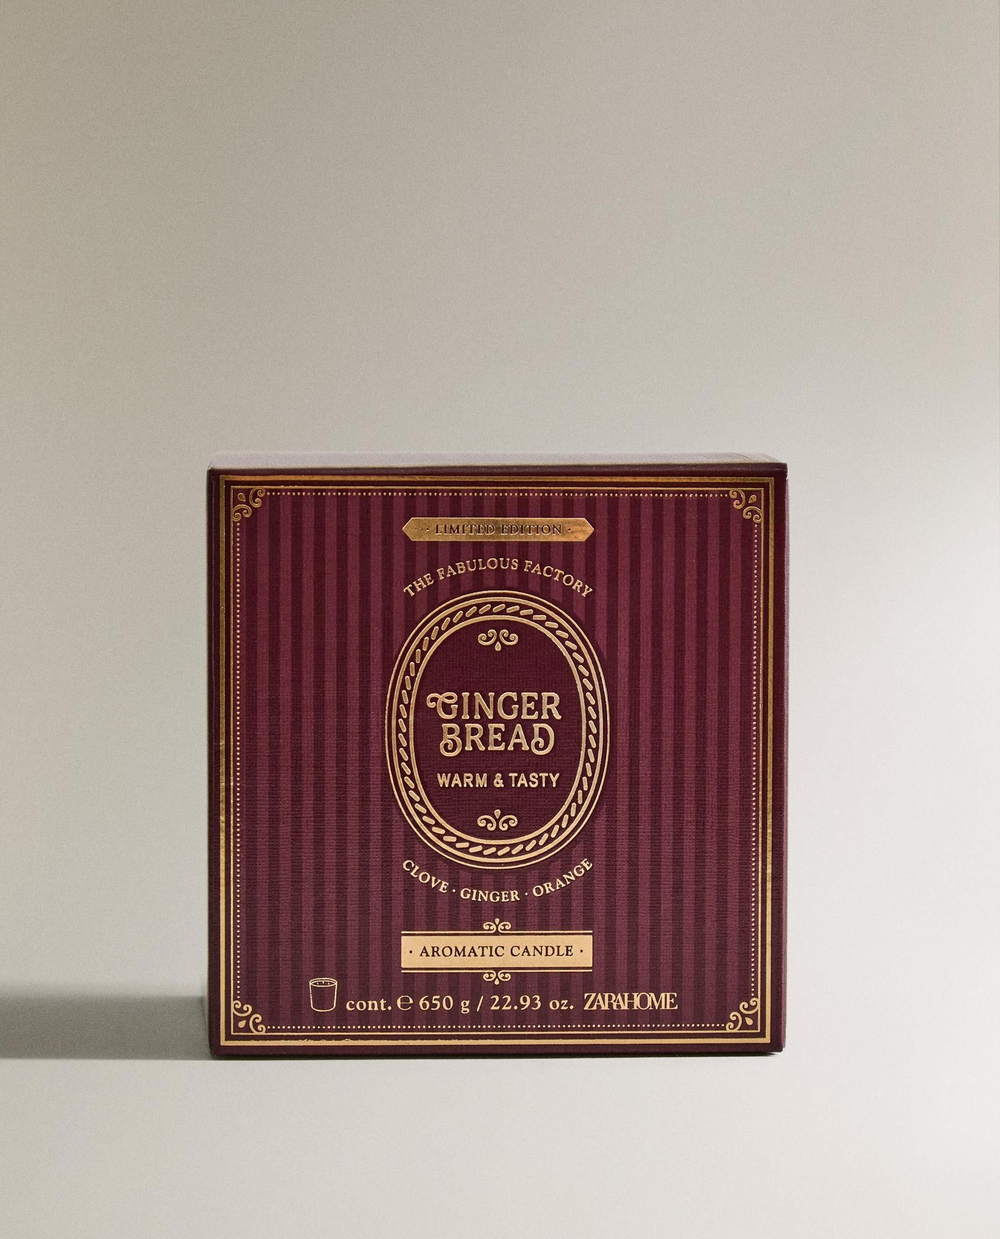 · LIMITED EDITION ·
THE FABULOUS FACTORY
GINGER
BREAD
WARM & TASTY
CLOVE · GINGER · ORANGE
· AROMATIC CANDLE ·
cont. ℮ 650 g / 22.93 oz. ZARAHOME